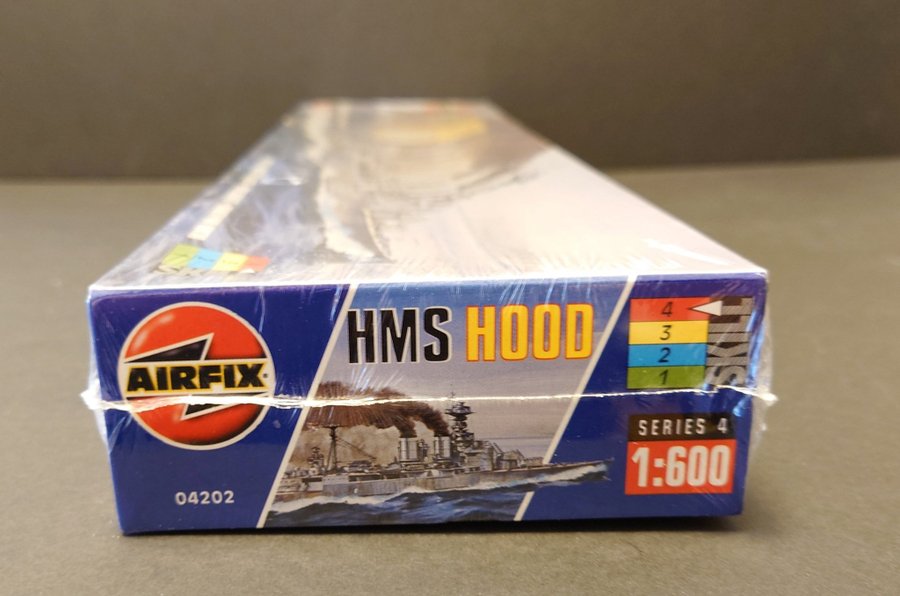 AIRFIX
04202
HMS HOOD
4
3
2
1
SKILL
SERIES 4
1:600